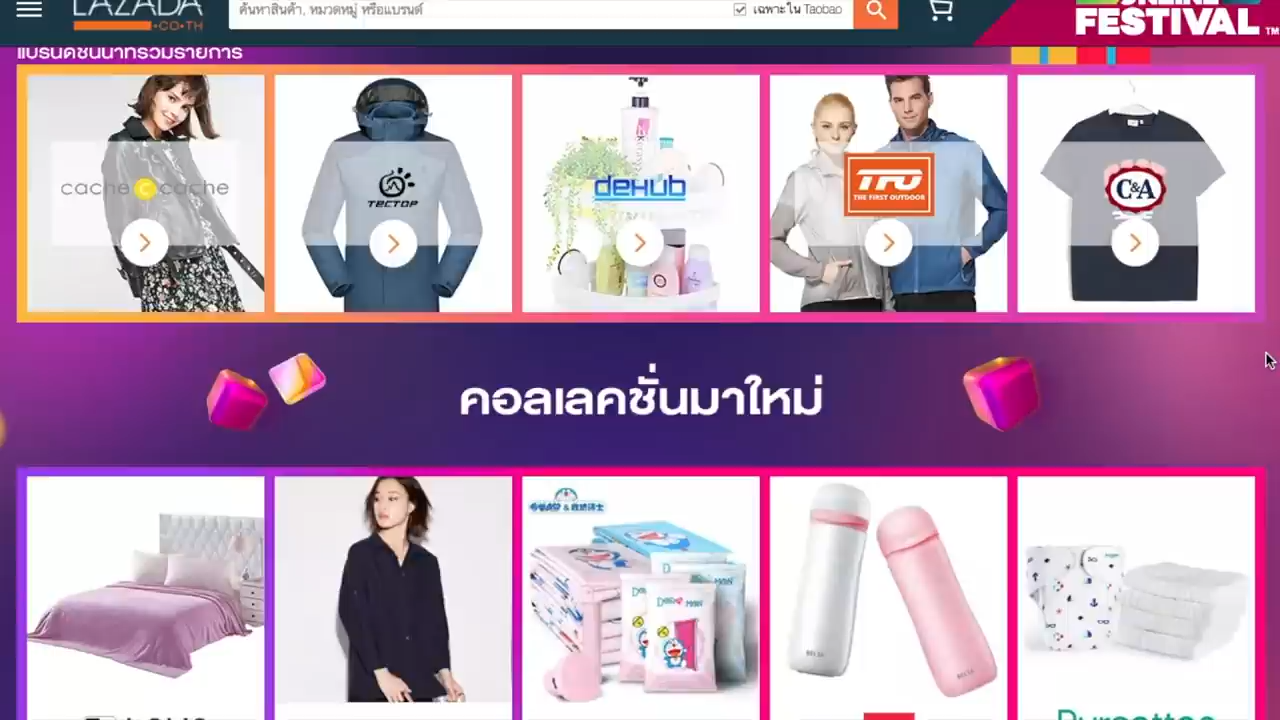 LAZADA
.CO.TH
ค้นหาสินค้า, หมวดหมู่ หรือแบรนด์
เฉพาะใน Taobao
ONLINE
FESTIVAL TM
แบรนด์ชั้นนำที่ร่วมรายการ
cache c cache
TECTOP
DEHUB
TFO
THE FIRST OUTDOOR
C&A
คอลเลคชั่นมาใหม่